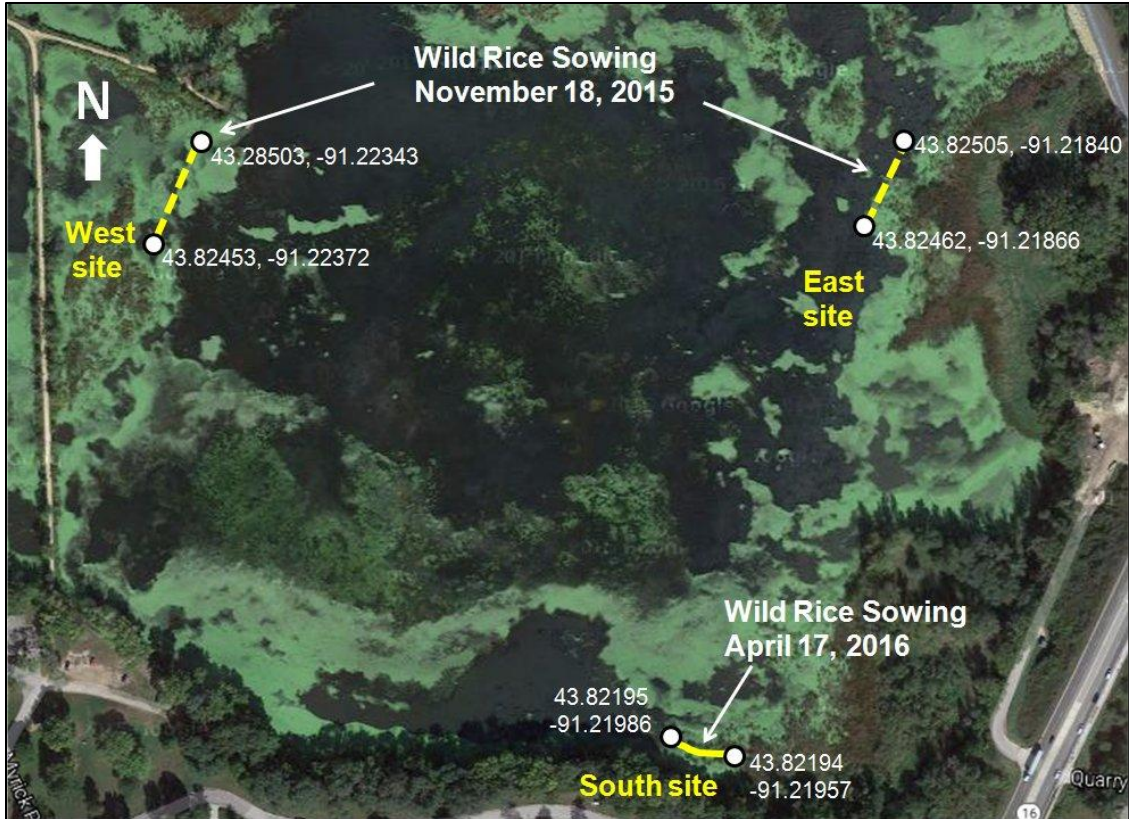 Wild Rice Sowing
November 18, 2015
N
43.28503, -91.22343
43.82505, -91.21840
West
site
43.82453, -91.22372
43.82462, -91.21866
East
site
Google
Wild Rice Sowing
April 17, 2016
43.82195
-91.21986
43.82194
-91.21957
South site
Myrick
Quarry
16